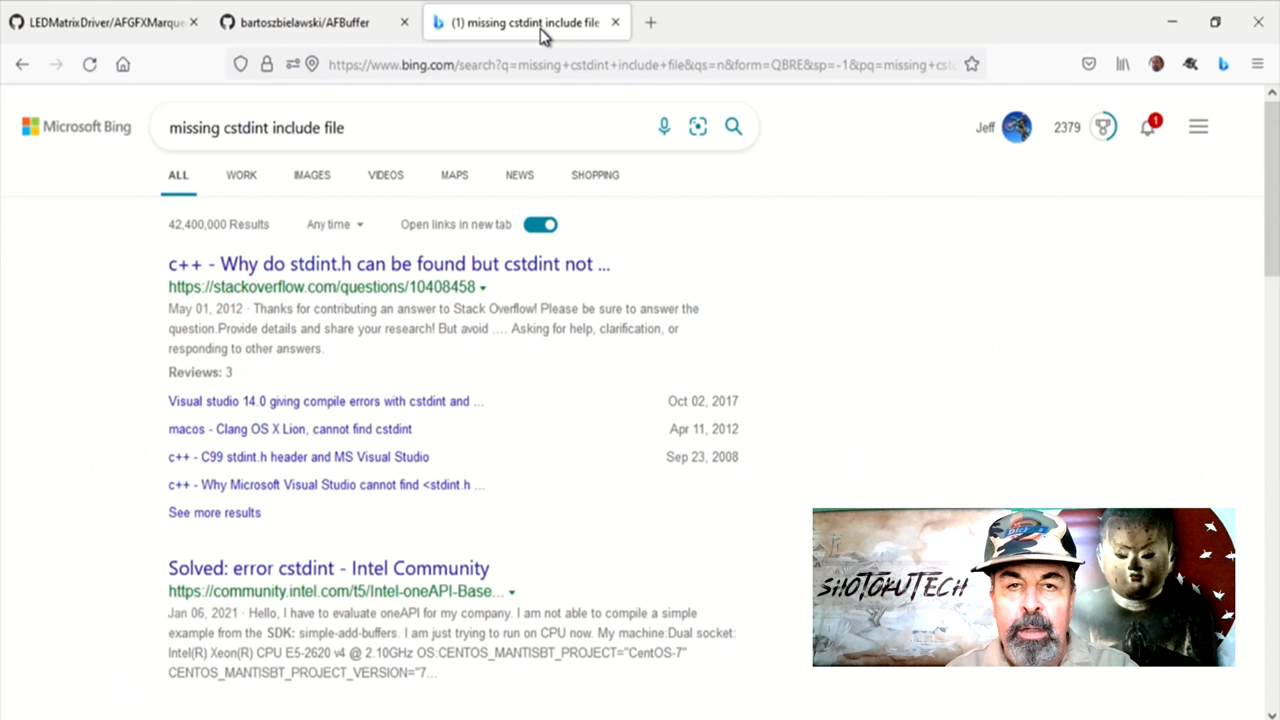 LEDMatrixDriver/AFGFXMarque
bartoszbielawski/AFBuffer
(1) missing cstdint include file
https://www.bing.com/search?q=missing+cstdint+include+file&qs=n&form=QBRE&sp=-1&pq=missing+cst
Microsoft Bing
missing cstdint include file
Jeff
2379
1
ALL WORK IMAGES VIDEOS MAPS NEWS SHOPPING
42,400,000 Results Any time Open links in new tab
c++ - Why do stdint.h can be found but cstdint not ...
https://stackoverflow.com/questions/10408458
May 01, 2012 · Thanks for contributing an answer to Stack Overflow! Please be sure to answer the
question.Provide details and share your research! But avoid .... Asking for help, clarification, or
responding to other answers.
Reviews: 3
Visual studio 14.0 giving compile errors with cstdint and ... Oct 02, 2017
macos - Clang OS X Lion, cannot find cstdint Apr 11, 2012
c++ - C99 stdint.h header and MS Visual Studio Sep 23, 2008
c++ - Why Microsoft Visual Studio cannot find <stdint.h ...
See more results
Solved: error cstdint - Intel Community
https://community.intel.com/t5/Intel-oneAPI-Base...
Jan 06, 2021 · Hello, I have to evaluate oneAPI for my company. I am not able to compile a simple
example from the SDK: simple-add-buffers. I am just trying to run on CPU now. My machine:Dual socket:
Intel(R) Xeon(R) CPU E5-2620 v4 @ 2.10GHz OS:CENTOS_MANTISBT_PROJECT="CentOS-7"
CENTOS_MANTISBT_PROJECT_VERSION="7...
SHOTOKUTECH